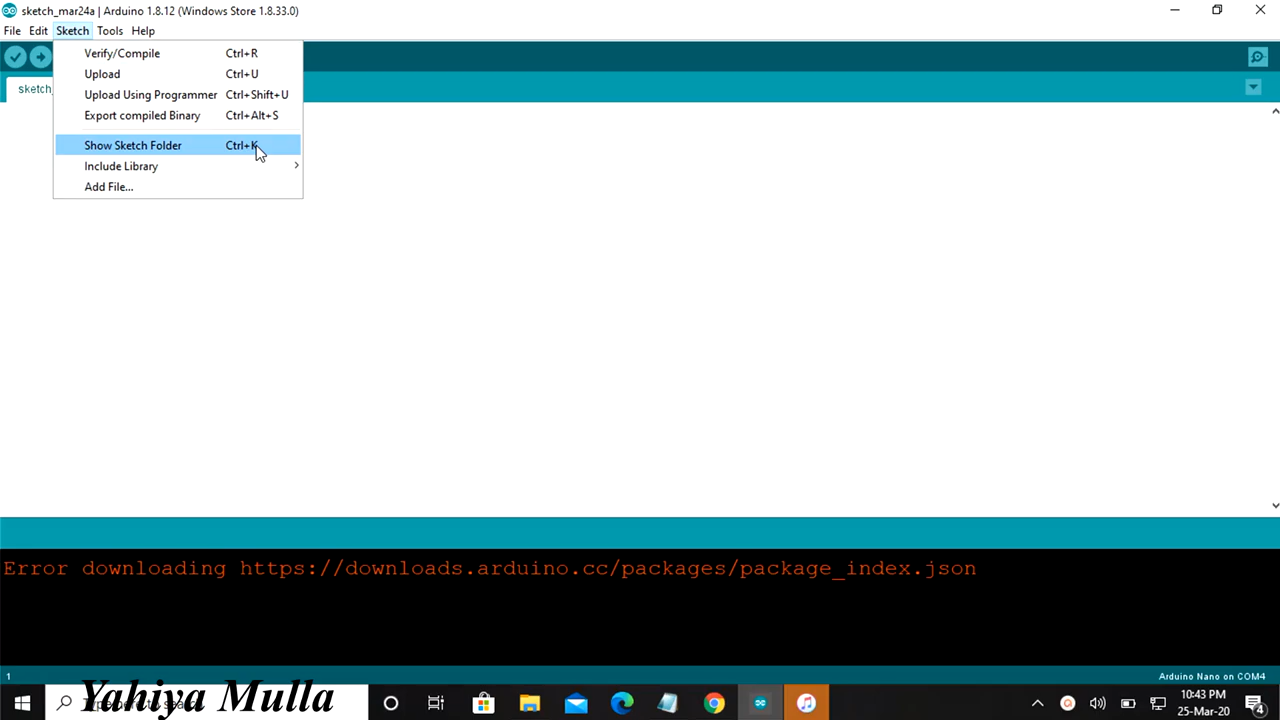 sketch_mar24a | Arduino 1.8.12 (Windows Store 1.8.33.0)
File Edit Sketch Tools Help
Verify/Compile Ctrl+R
Upload Ctrl+U
sketch_
Upload Using Programmer Ctrl+Shift+U
Export compiled Binary Ctrl+Alt+S
Show Sketch Folder Ctrl+K
Include Library
Add File...
Error downloading https://downloads.arduino.cc/packages/package_index.json
1 Arduino Nano on COM4
Yahiya Mulla
10:43 PM
25-Mar-20
4